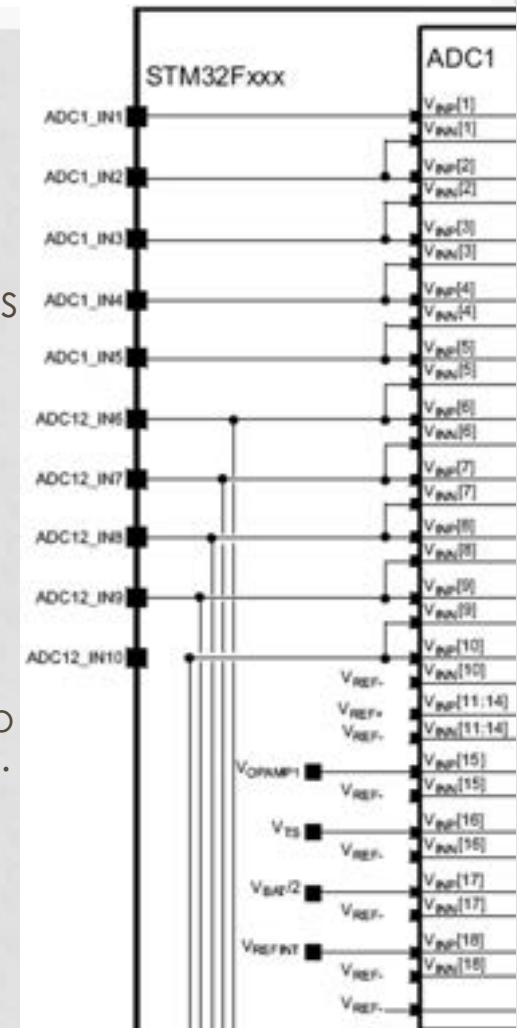 STM32Fxxx
ADC1
ADC1_IN1
VINP[1]
VINN[1]
ADC1_IN2
VINP[2]
VINN[2]
s
ADC1_IN3
VINP[3]
VINN[3]
ADC1_IN4
VINP[4]
VINN[4]
ADC1_IN5
VINP[5]
VINN[5]
ADC12_IN6
VINP[6]
VINN[6]
ADC12_IN7
VINP[7]
VINN[7]
ADC12_IN8
VINP[8]
VINN[8]
ADC12_IN9
VINP[9]
VINN[9]
ADC12_IN10
VINP[10]
VREF-
VINN[10]
VREF+
VINP[11:14]
VREF-
VINN[11:14]
.
VOPAMP1
VINP[15]
VREF-
VINN[15]
VTS
VINP[16]
VREF-
VINN[16]
VBAT/2
VINP[17]
VREF-
VINN[17]
VREFINT
VINP[18]
VREF-
VINN[18]
VREF-